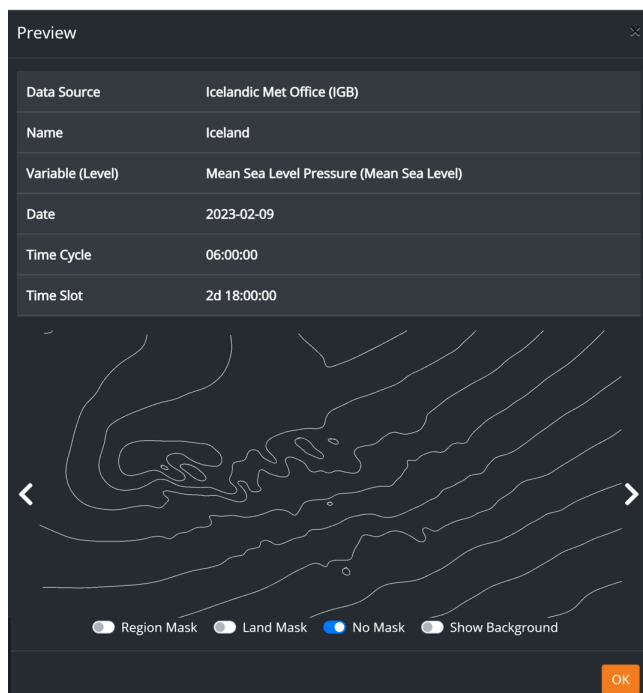 Preview
Data Source Icelandic Met Office (IGB)
Name Iceland
Variable (Level) Mean Sea Level Pressure (Mean Sea Level)
Date 2023-02-09
Time Cycle 06:00:00
Time Slot 2d 18:00:00
Region Mask Land Mask No Mask Show Background
OK